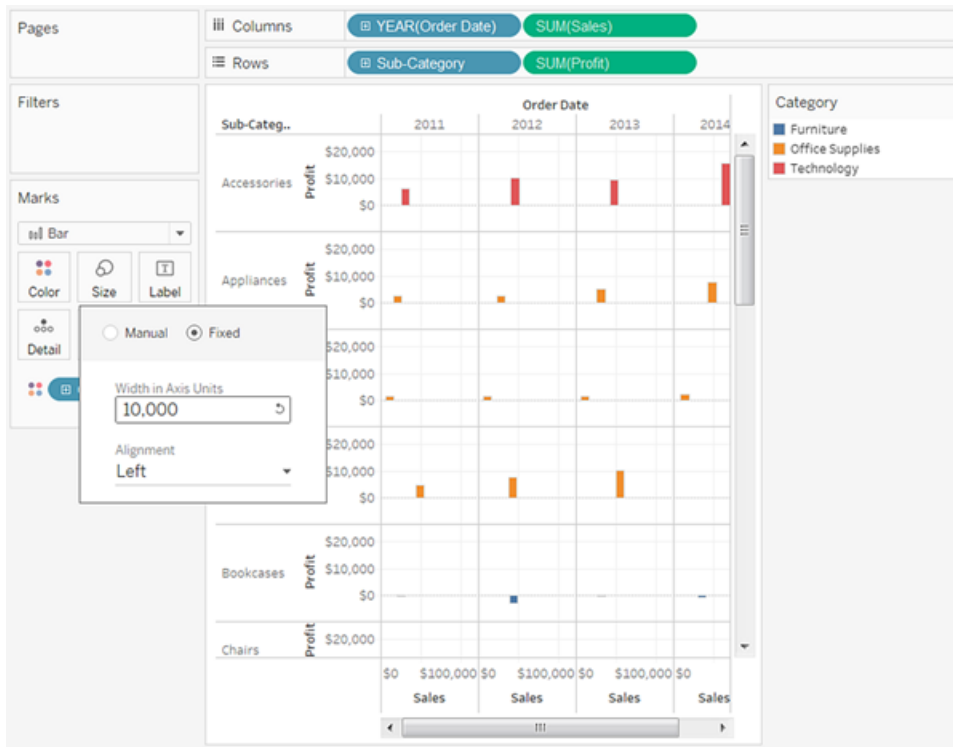 Pages
Columns
YEAR(Order Date)
SUM(Sales)
Rows
Sub-Category
SUM(Profit)
Filters
Marks
Bar
Color
Size
Label
Detail
Manual
Fixed
Width in Axis Units
10,000
Alignment
Left
Order Date
Sub-Categ..
2011
2012
2013
2014
Accessories
Profit
$20,000
$10,000
$0
Appliances
Profit
$20,000
$10,000
$0
$20,000
$10,000
$0
$20,000
$10,000
$0
Bookcases
Profit
$20,000
$10,000
$0
Chairs
Profit
$20,000
$0 $100,000 $0 $100,000 $0 $100,000 $0
Sales Sales Sales Sales
Category
Furniture
Office Supplies
Technology